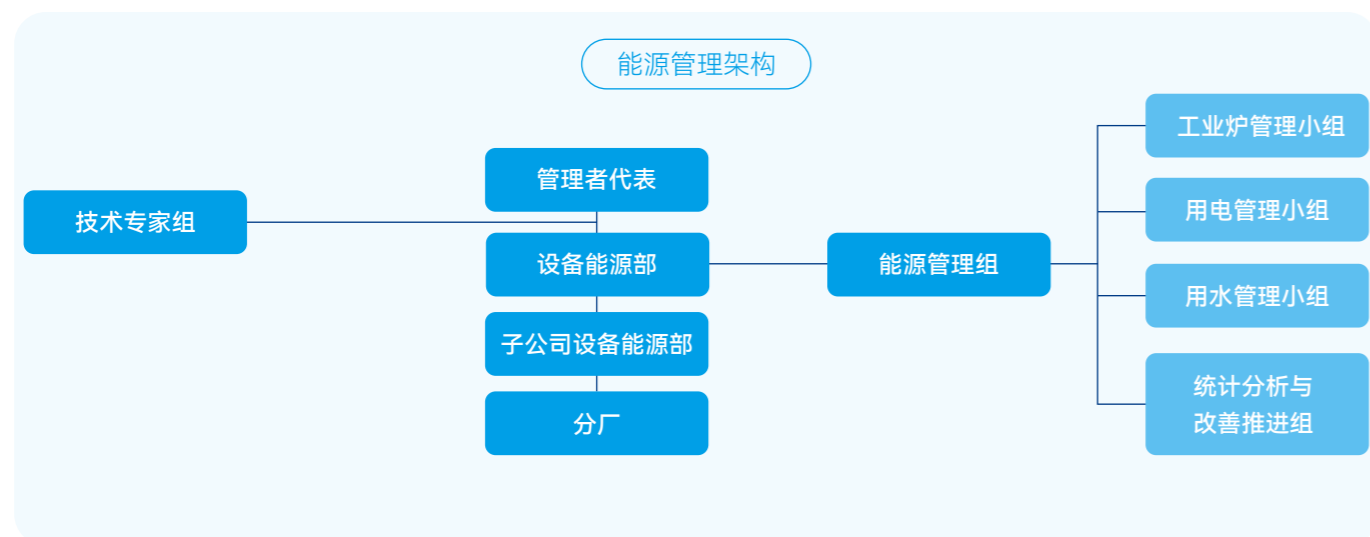 能源管理架构
技术专家组
管理者代表
设备能源部
子公司设备能源部
分厂
能源管理组
工业炉管理小组
用电管理小组
用水管理小组
统计分析与
改善推进组